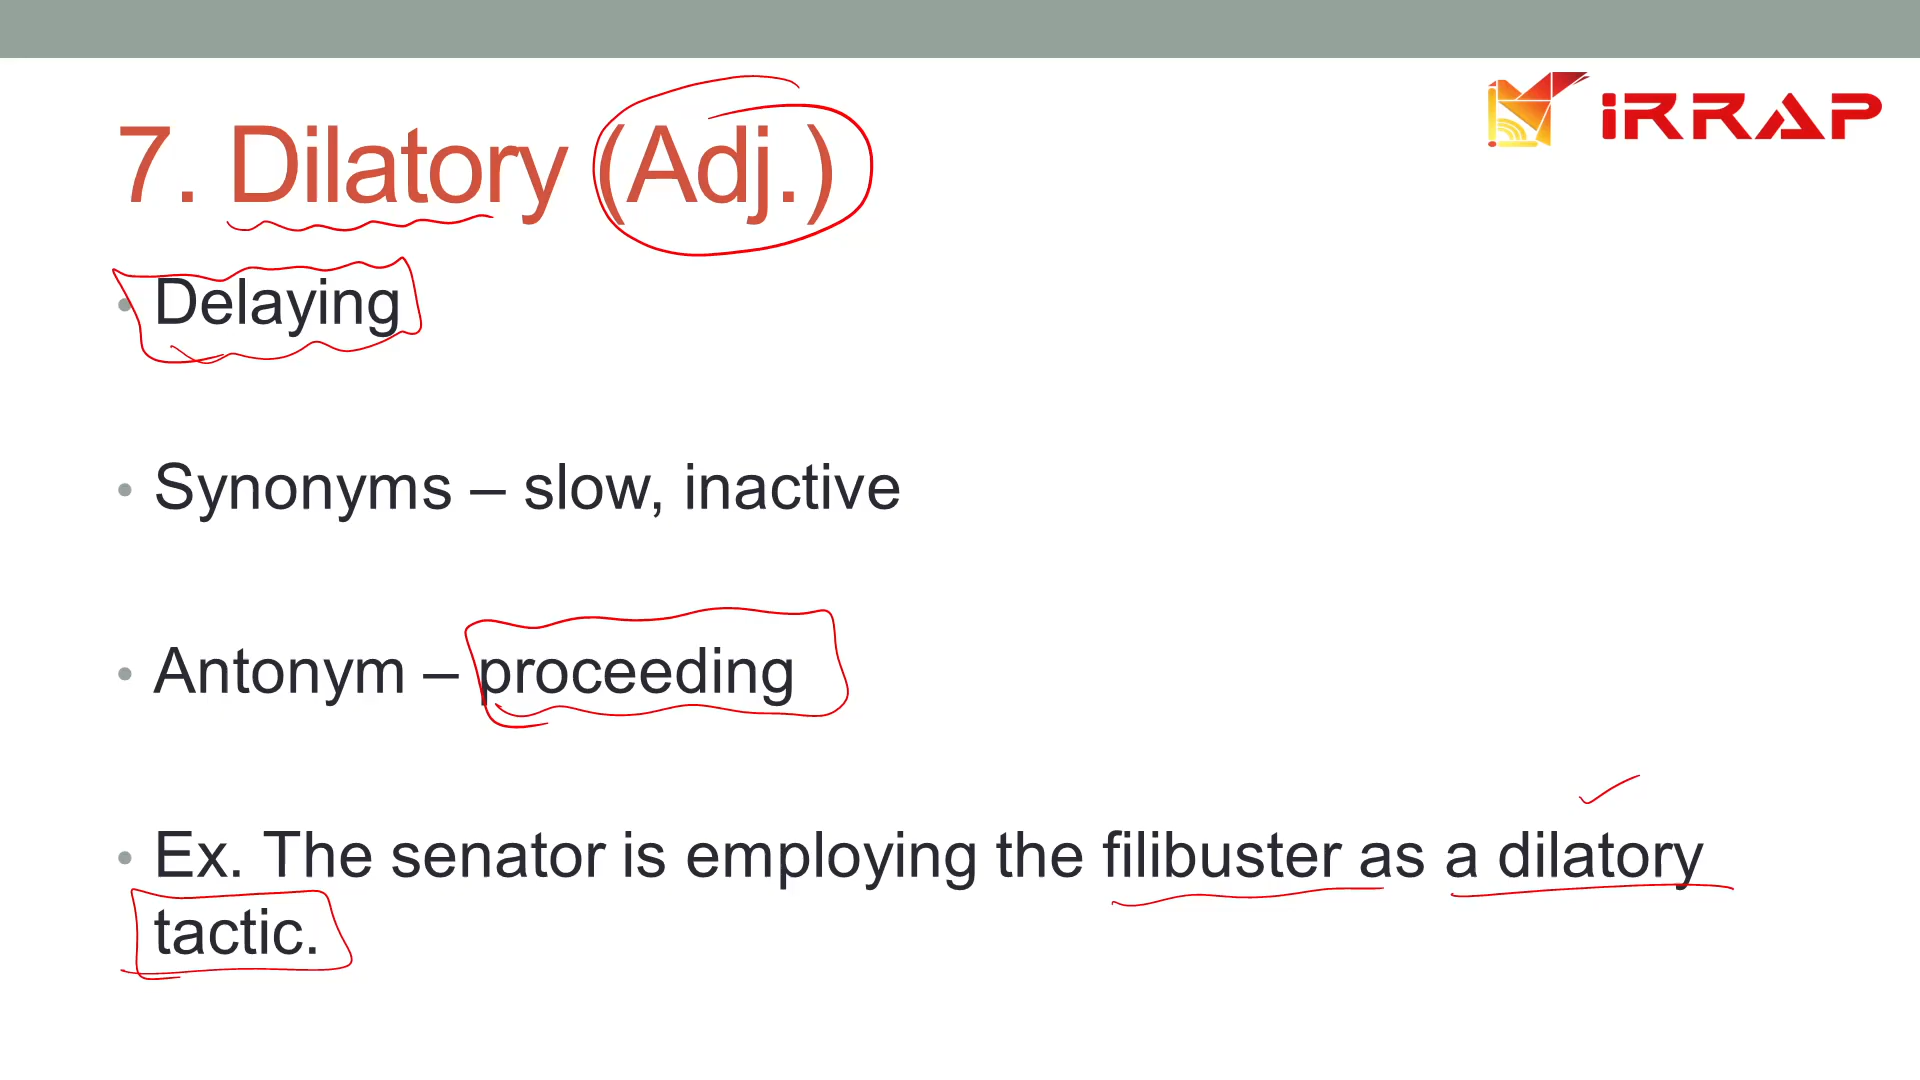 7. Dilatory (Adj.)
iRRAP
• Delaying
• Synonyms – slow, inactive
• Antonym – proceeding
• Ex. The senator is employing the filibuster as a dilatory
tactic.